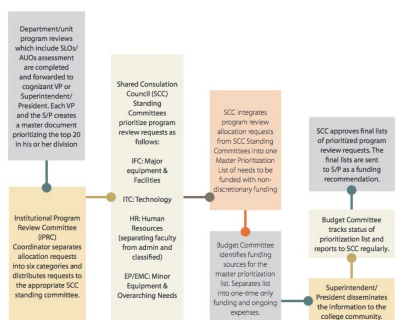 Department/unit
program reviews
which include SLOs/
AUOs assessment
are completed
and forwarded to
cognizant VP or
Superintendent/
President. Each VP
and the S/P creates
a master document
prioritizing the top 20
in his or her division
Institutional Program
Review Committee
(IPRC)
Coordinator separates
allocation requests
into six categories and
distributes requests to
the appropriate SCC
standing committee.
Shared Consulation
Council (SCC)
Standing
Committees
prioritize program
review requests as
follows:
IFC: Major
equipment &
Facilities
ITC: Technology
HR: Human
Resources
(separating faculty
from admin and
classified)
EP/EMC: Minor
Equipment &
Overarching Needs
SCC integrates
program review
allocation requests
from SCC Standing
Committees into one
Master Prioritization
List of needs to be
funded with non-
discretionary funding
Budget Committee
identifies funding
sources for the
master prioritization
list. Separates list
into one-time only
funding and ongoing
expenses.
Superintendent/
President disseminates
the information to the
college community.
Budget Committee
tracks status of
prioritization list and
reports to SCC regularly.
SCC approves final lists
of prioritized program
review requests. The
final lists are sent
to S/P as a funding
recommendation.